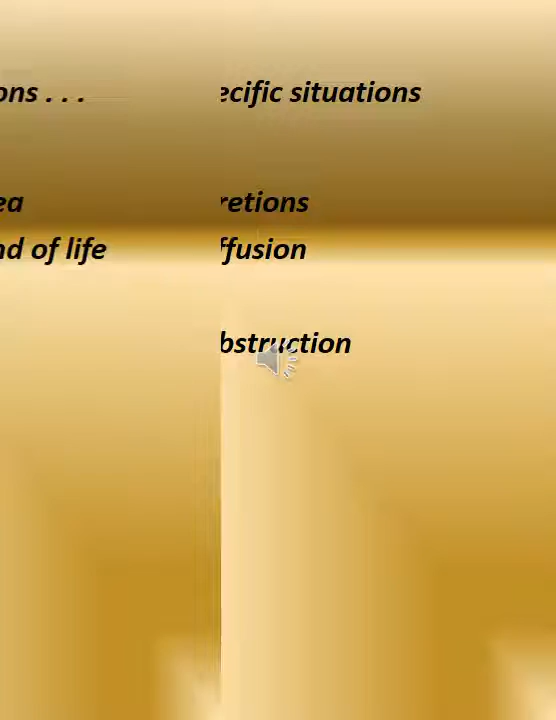 ons . . . ecific situations
ea retions
nd of life ffusion
bstruction